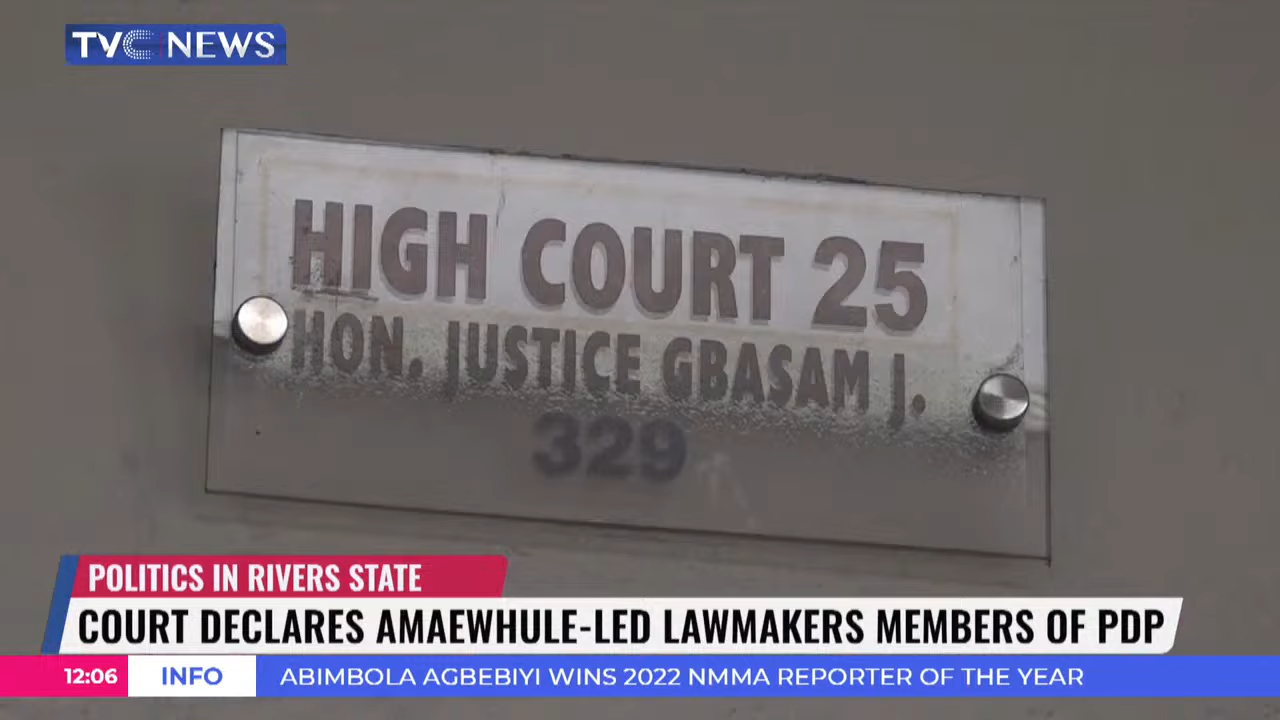 TVC NEWS
HIGH COURT 25
HON. JUSTICE GBASAM J.
329
POLITICS IN RIVERS STATE
COURT DECLARES AMAEWHULE-LED LAWMAKERS MEMBERS OF PDP
12:06 INFO ABIMBOLA AGBEBIYI WINS 2022 NMMA REPORTER OF THE YEAR